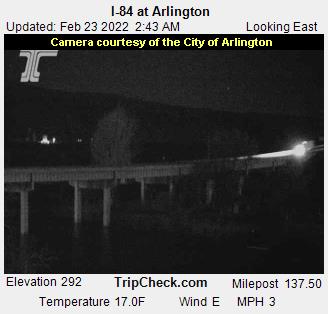 I-84 at Arlington
Updated: Feb 23 2022 2:43 AM Looking East
Camera courtesy of the City of Arlington
Elevation 292 TripCheck.com Milepost 137.50
Temperature 17.0F Wind E MPH 3